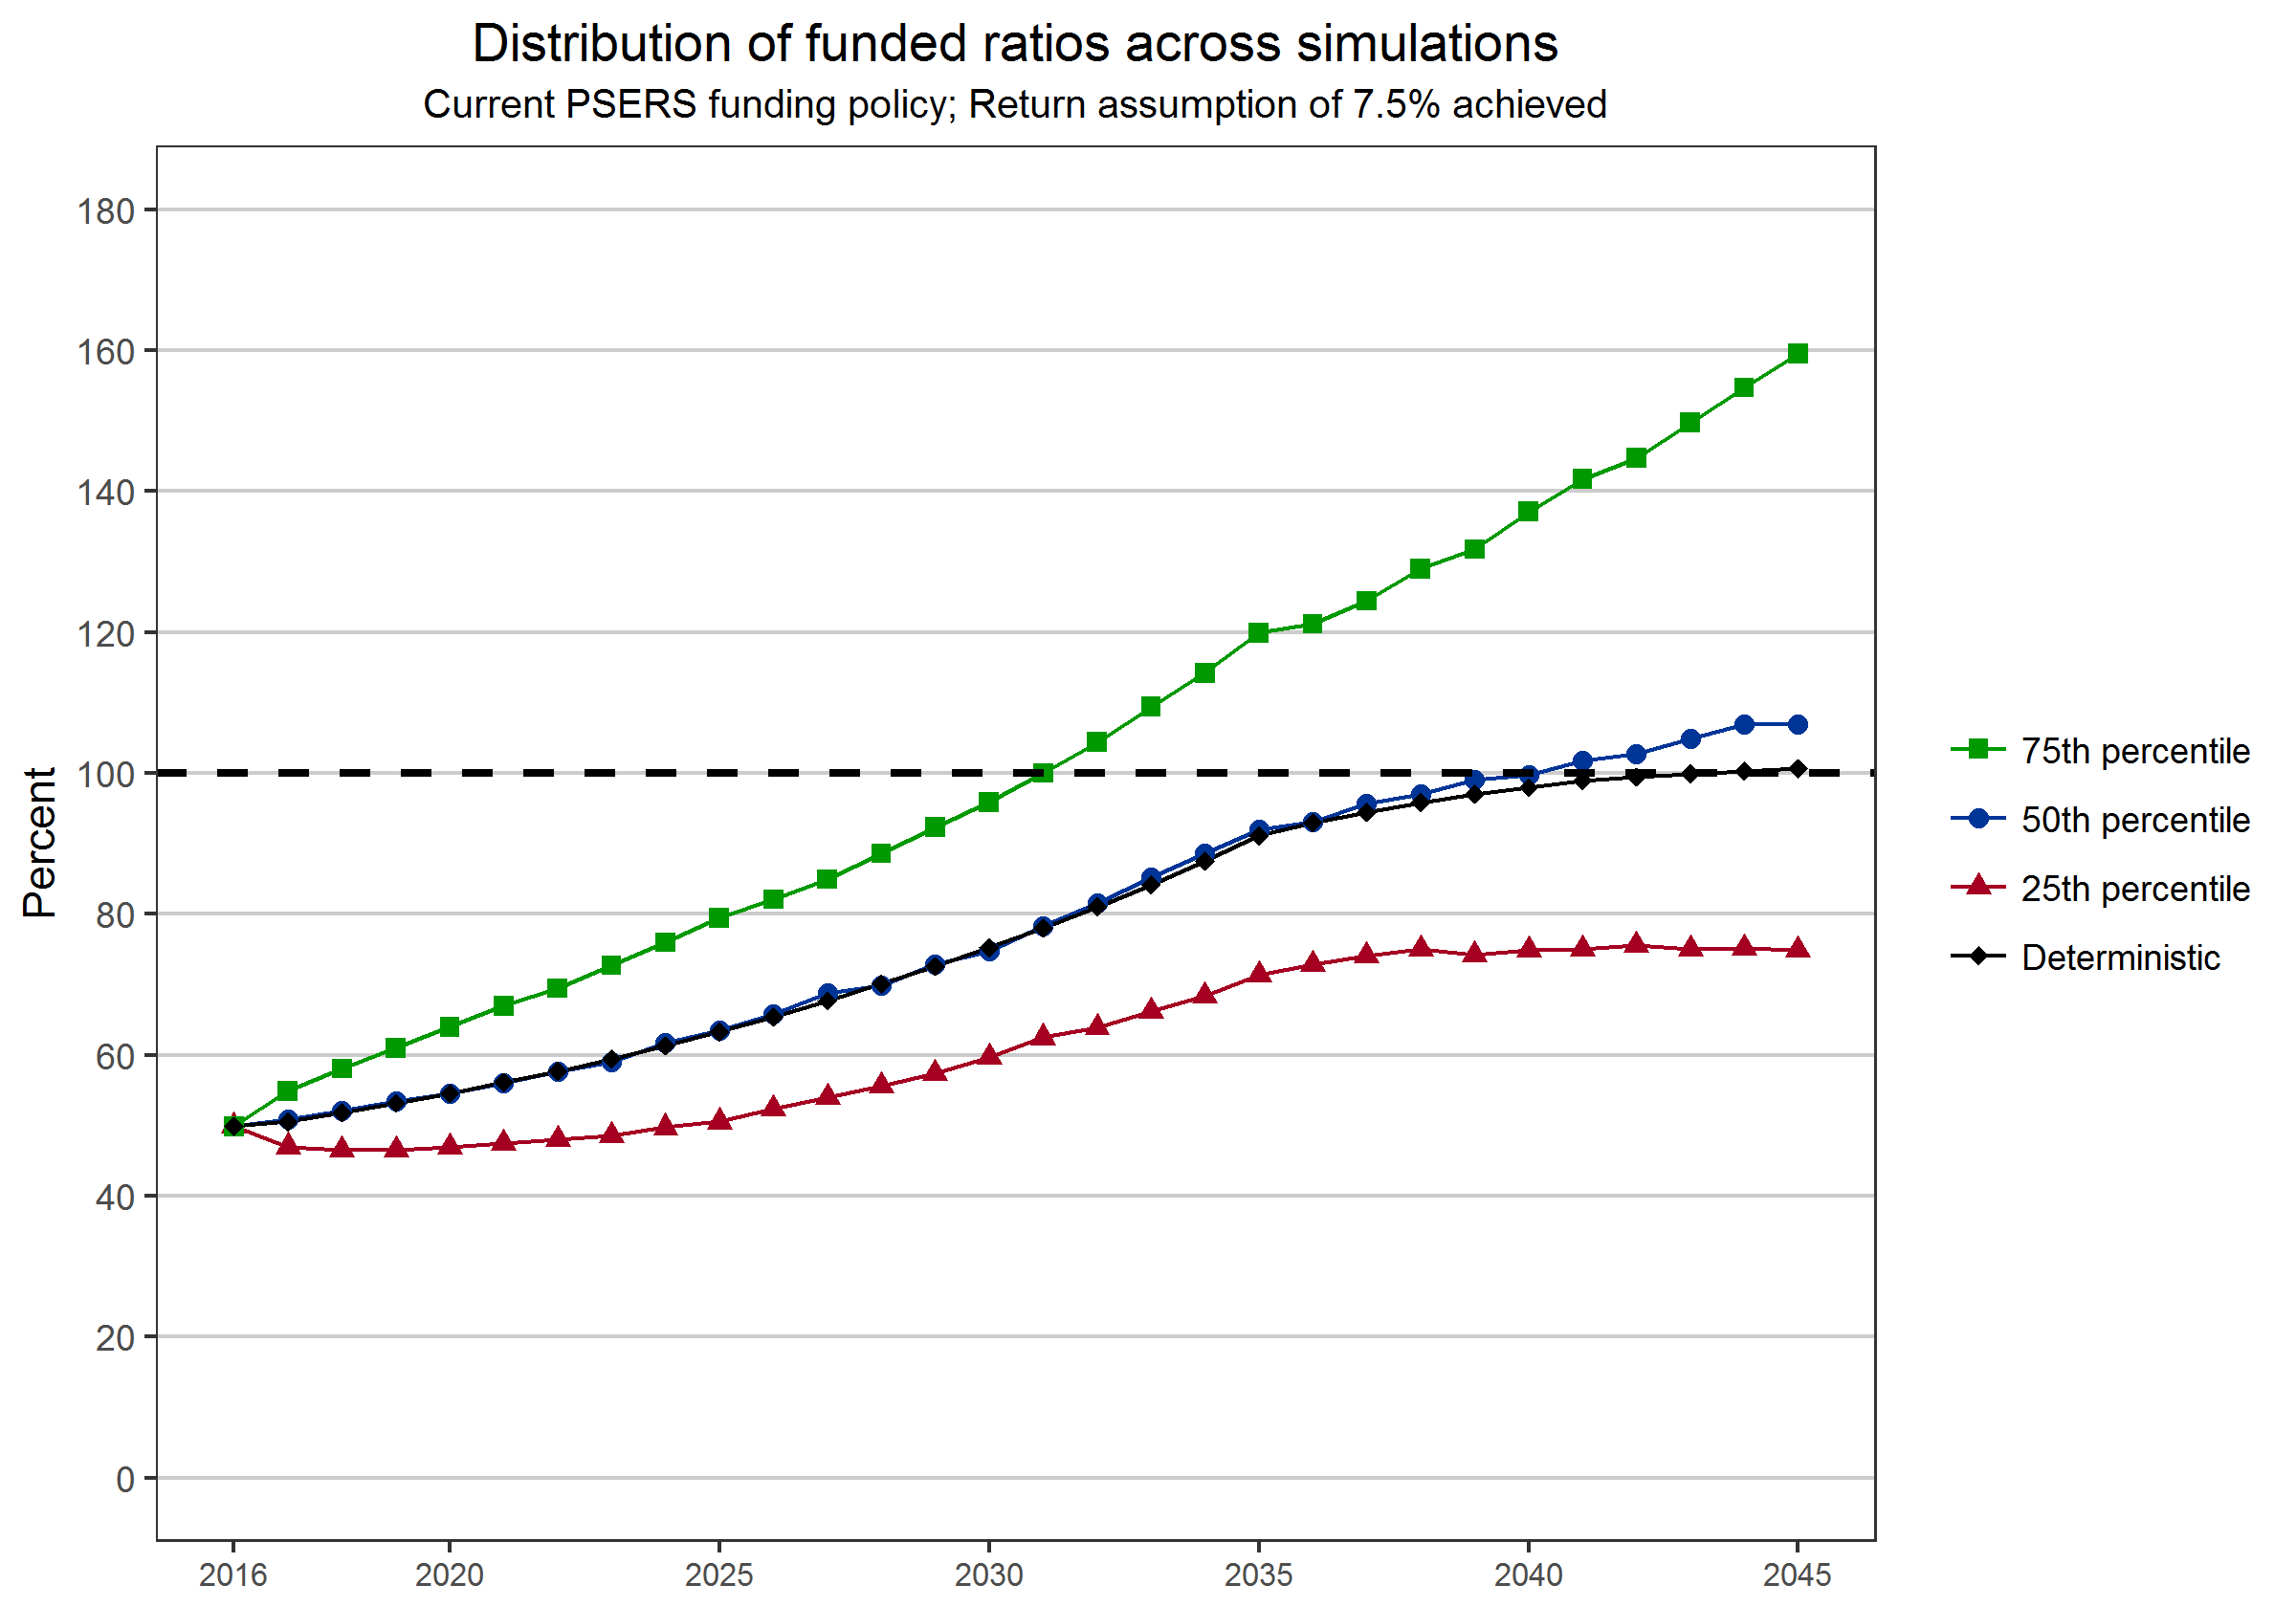 Distribution of funded ratios across simulations
Current PSERS funding policy; Return assumption of 7.5% achieved
Percent
180
160
140
120
100
80
60
40
20
0
2016 2020 2025 2030 2035 2040 2045
75th percentile
50th percentile
25th percentile
Deterministic